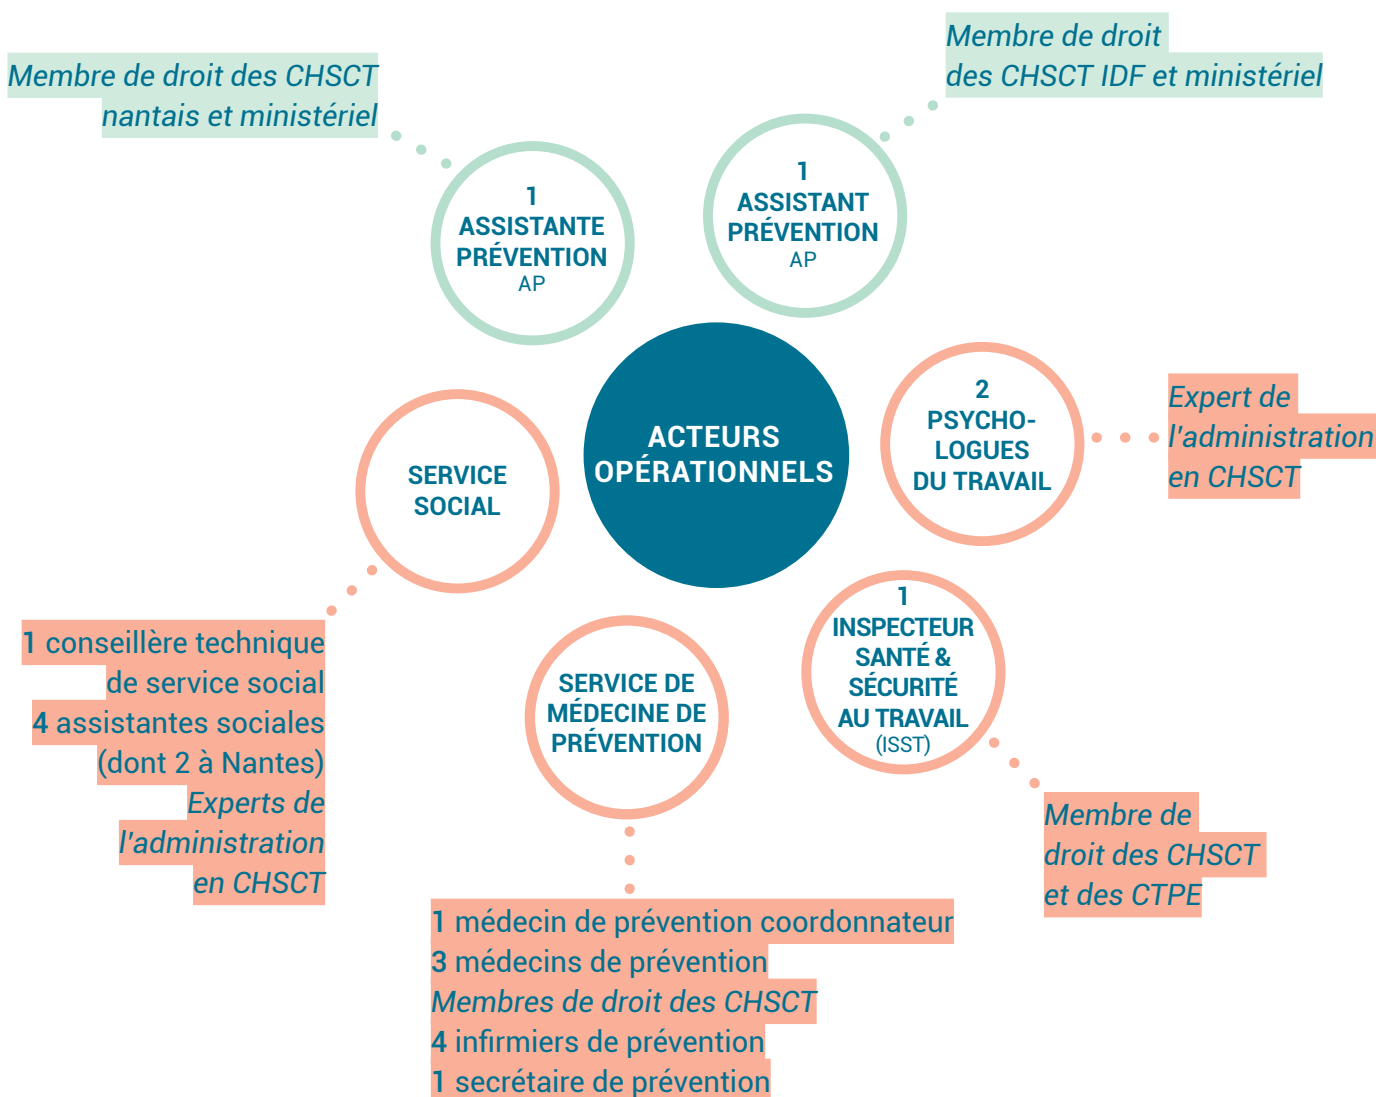 Membre de droit des CHSCT
nantais et ministériel
Membre de droit
des CHSCT IDF et ministériel
1
ASSISTANTE
PRÉVENTION
AP
1
ASSISTANT
PRÉVENTION
AP
ACTEURS
OPÉRATIONNELS
2
PSYCHO-
LOGUES
DU TRAVAIL
Expert de
l'administration
en CHSCT
SERVICE
SOCIAL
1 conseillère technique
de service social
4 assistantes sociales
(dont 2 à Nantes)
Experts de
l'administration
en CHSCT
SERVICE DE
MÉDECINE DE
PRÉVENTION
1 médecin de prévention coordonnateur
3 médecins de prévention
Membres de droit des CHSCT
4 infirmiers de prévention
1 secrétaire de prévention
1
INSPECTEUR
SANTÉ &
SÉCURITÉ
AU TRAVAIL
(ISST)
Membre de
droit des CHSCT
et des CTPE